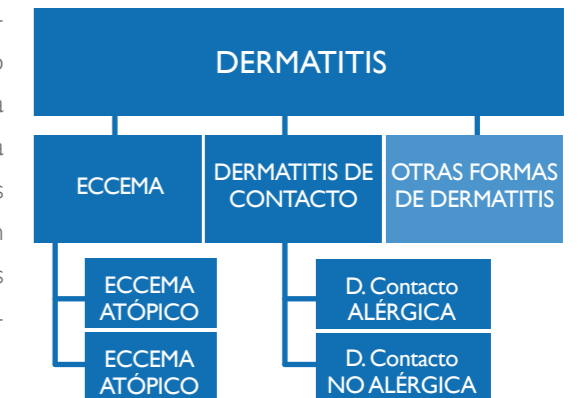 DERMATITIS
ECCEMA
DERMATITIS DE
CONTACTO
OTRAS FORMAS
DE DERMATITIS
ECCEMA
ATÓPICO
ECCEMA
ATÓPICO
D. Contacto
ALÉRGICA
D. Contacto
NO ALÉRGICA